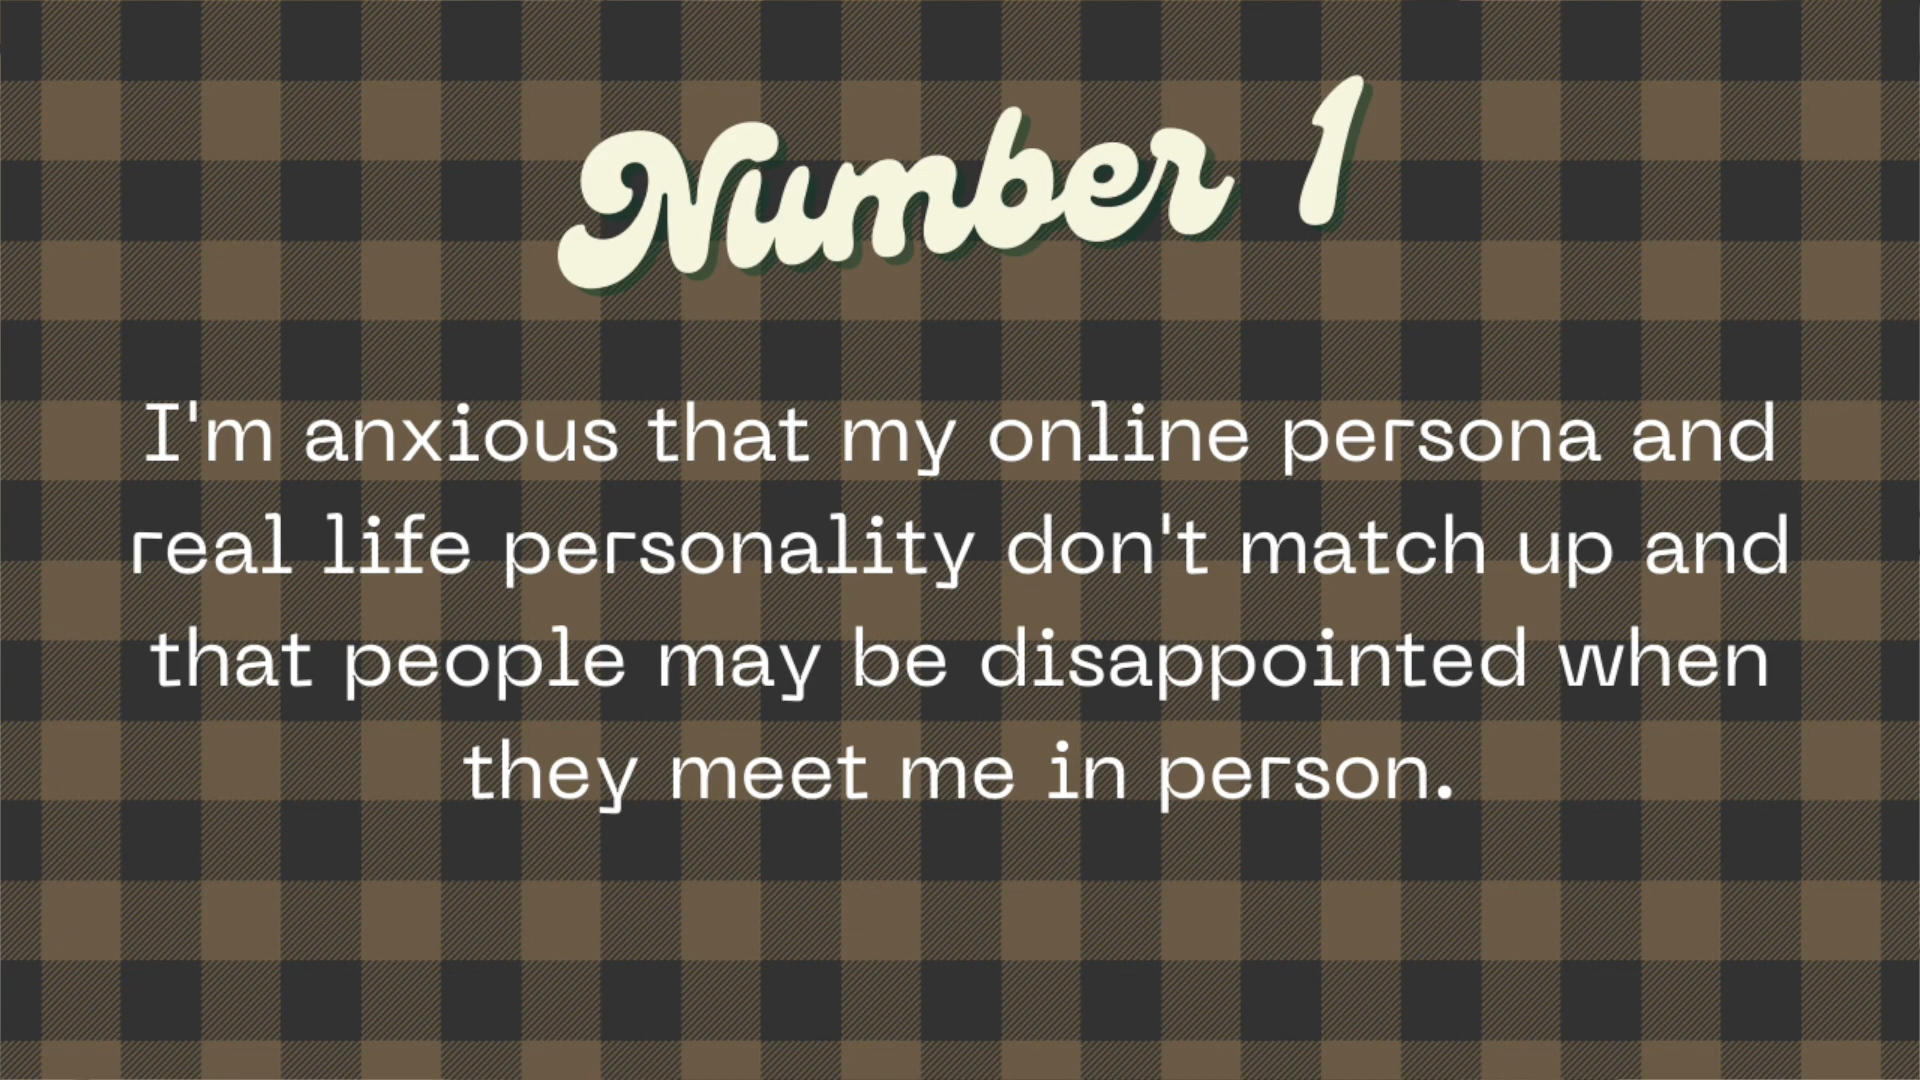 Number 1
I'm anxious that my online persona and
real life personality don't match up and
that people may be disappointed when
they meet me in person.